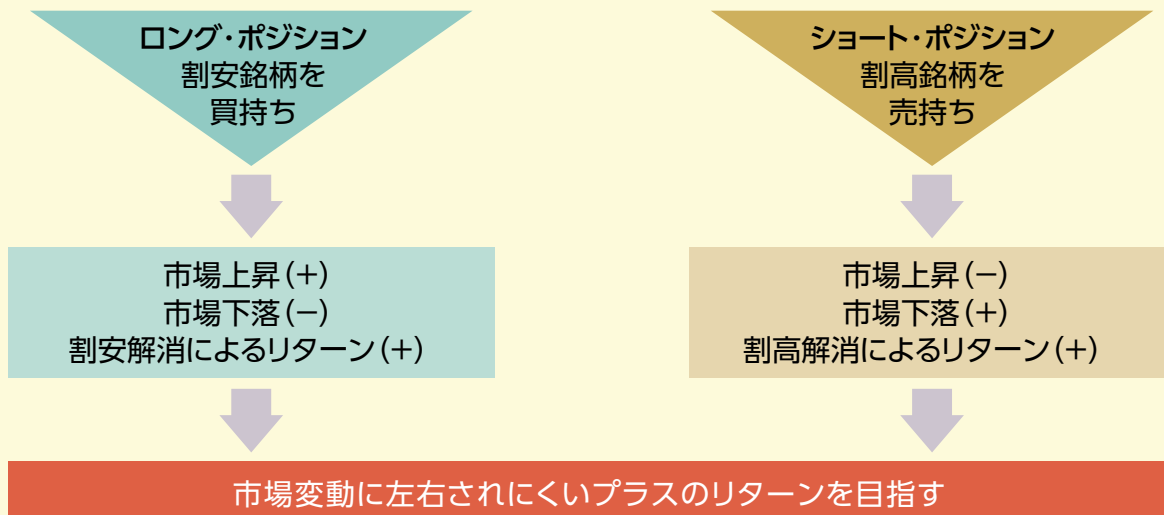 ロング・ポジション
割安銘柄を
買持ち
市場上昇(+)
市場下落(−)
割安解消によるリターン(+)
ショート・ポジション
割高銘柄を
売持ち
市場上昇(−)
市場下落(+)
割高解消によるリターン(+)
市場変動に左右されにくいプラスのリターンを目指す